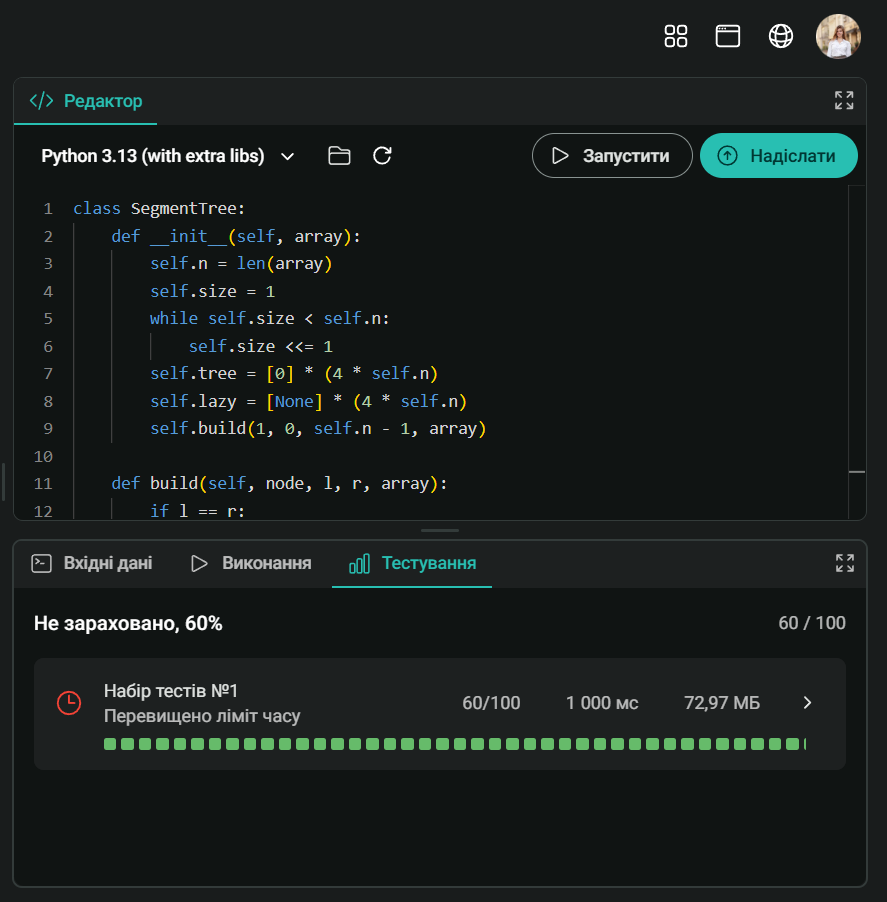 Редактор
Python 3.13 (with extra libs)
Запустити
Надіслати
1 class SegmentTree:
2     def __init__(self, array):
3         self.n = len(array)
4         self.size = 1
5         while self.size < self.n:
6             self.size <<= 1
7         self.tree = [0] * (4 * self.n)
8         self.lazy = [None] * (4 * self.n)
9         self.build(1, 0, self.n - 1, array)
10
11     def build(self, node, l, r, array):
12         if l == r:
Вхідні дані
Виконання
Тестування
Не зараховано, 60%
60 / 100
Набір тестів №1
Перевищено ліміт часу
60/100
1 000 мс
72,97 МБ